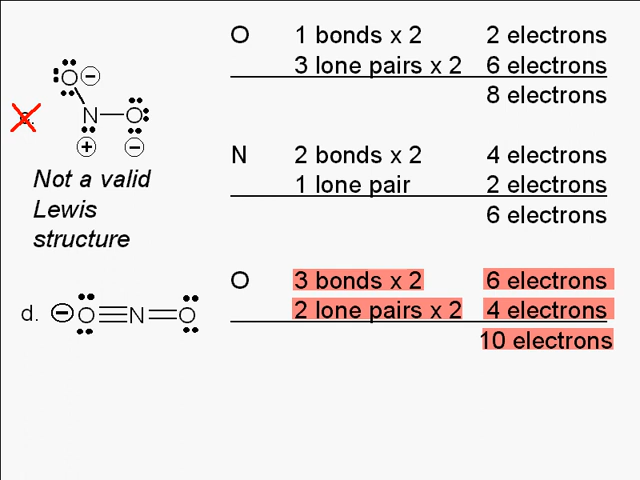 O 1 bonds x 2 2 electrons
3 lone pairs x 2 6 electrons
8 electrons
c.
N O
O
N 2 bonds x 2 4 electrons
1 lone pair 2 electrons
6 electrons
Not a valid
Lewis
structure
O 3 bonds x 2 6 electrons
2 lone pairs x 2 4 electrons
10 electrons
d. O N O